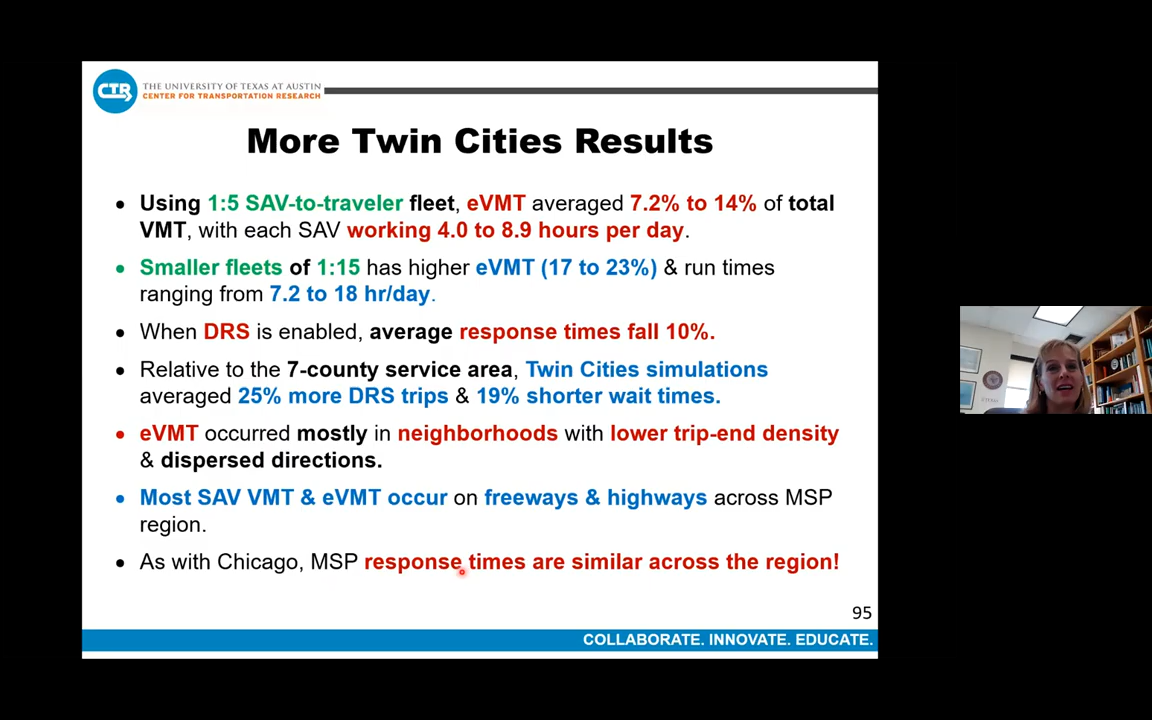 CTR
THE UNIVERSITY OF TEXAS AT AUSTIN
CENTER FOR TRANSPORTATION RESEARCH
More Twin Cities Results
• Using 1:5 SAV-to-traveler fleet, eVMT averaged 7.2% to 14% of total
VMT, with each SAV working 4.0 to 8.9 hours per day.
• Smaller fleets of 1:15 has higher eVMT (17 to 23%) & run times
ranging from 7.2 to 18 hr/day.
• When DRS is enabled, average response times fall 10%.
• Relative to the 7-county service area, Twin Cities simulations
averaged 25% more DRS trips & 19% shorter wait times.
• eVMT occurred mostly in neighborhoods with lower trip-end density
& dispersed directions.
• Most SAV VMT & eVMT occur on freeways & highways across MSP
region.
• As with Chicago, MSP response times are similar across the region!
95
COLLABORATE. INNOVATE. EDUCATE.